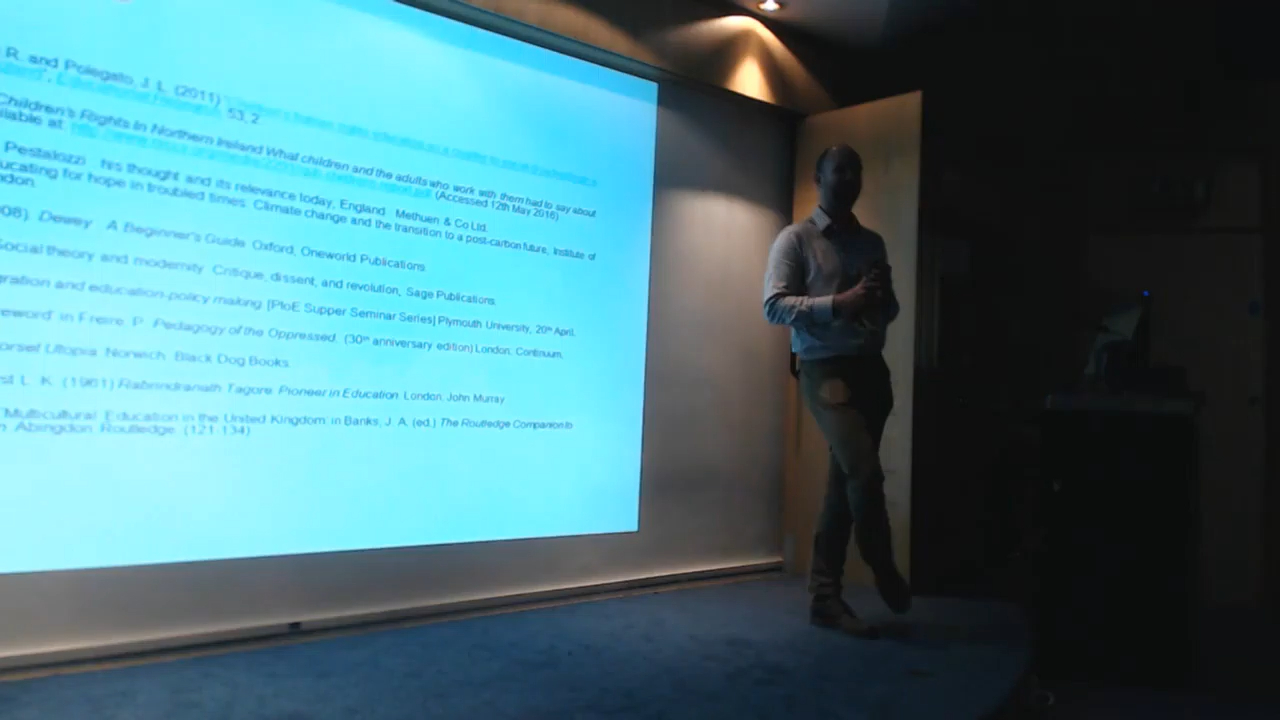 R. and Polegato J. L. (2011)
53, 2
Children's Rights in Northern Ireland What children and the adults who work with them had to say about
ilable at: (Accessed 12th May 2016)
Pestalozzi : his thought and its relevance today, England : Methuen & Co Ltd.
ucating for hope in troubled times: Climate change and the transition to a post-carbon future, Institute of
ndon.
08). Dewey : A Beginner's Guide Oxford, Oneworld Publications
Social theory and modernity Critique, dissent, and revolution, Sage Publications.
gration and education policy making [PIoE Supper Seminar Series] Plymouth University, 20th April.
reword' in Freire. P. Pedagogy of the Oppressed. (30th anniversary edition) London: Continuum.
Utopia. Norwich. Black Dog Books.
st L. K. (1961) Rabindranath Tagore. Pioneer in Education. London. John Murray
'Multicultural Education in the United Kingdom' in Banks, J. A. (ed.) The Routledge Companion to
n. Abingdon. Routledge. (121-134)